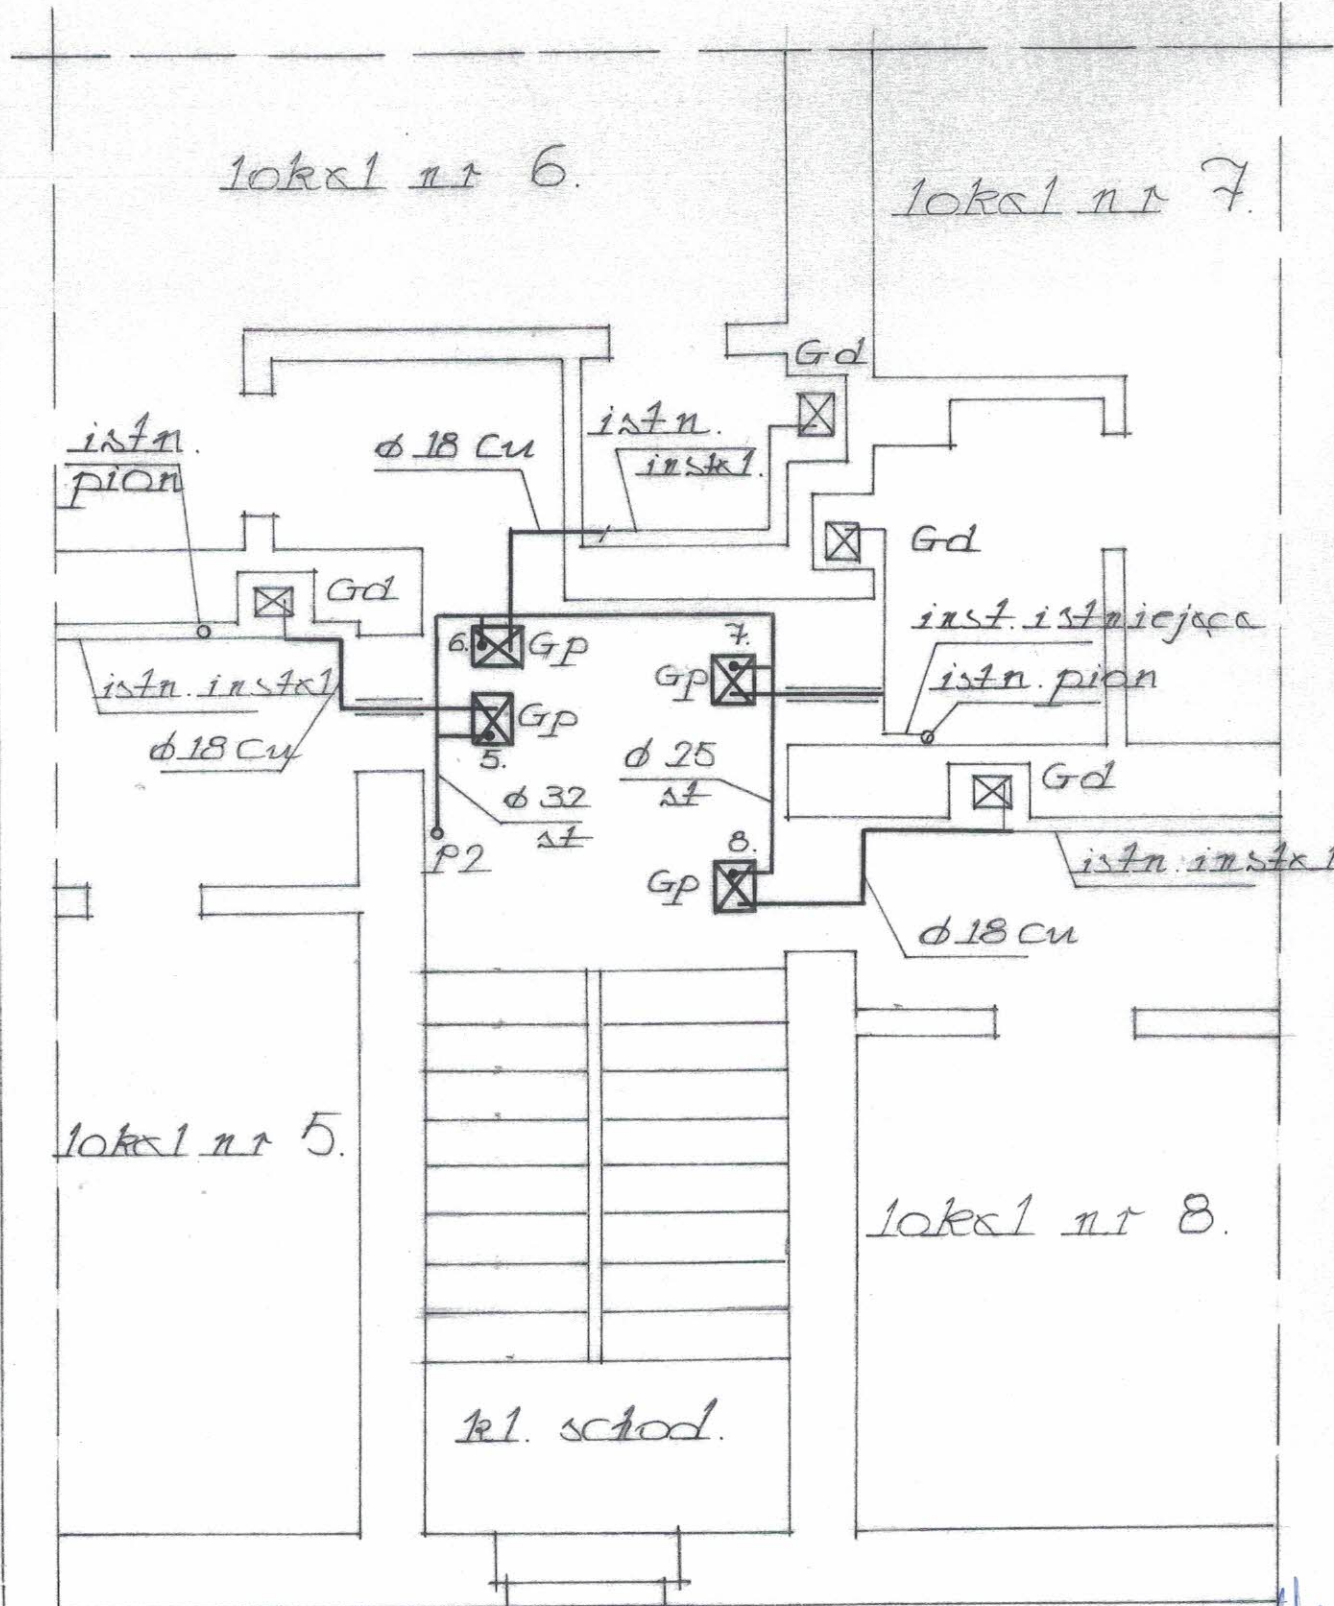 lokal nr 6.
lokal nr 7.
Gd
istn.
pion
ϕ 18 Cu
istn.
instal.
Gd
Gd
inst. istniejąca
6.
Gp
7.
Gp
istn. pion
istn. instal
Gp
5.
ϕ 18 Cu
ϕ 25
st
Gd
ϕ 32
st
P2
8.
Gp
istn. instal
ϕ 18 Cu
lokal nr 5.
lokal nr 8.
kl. schod.